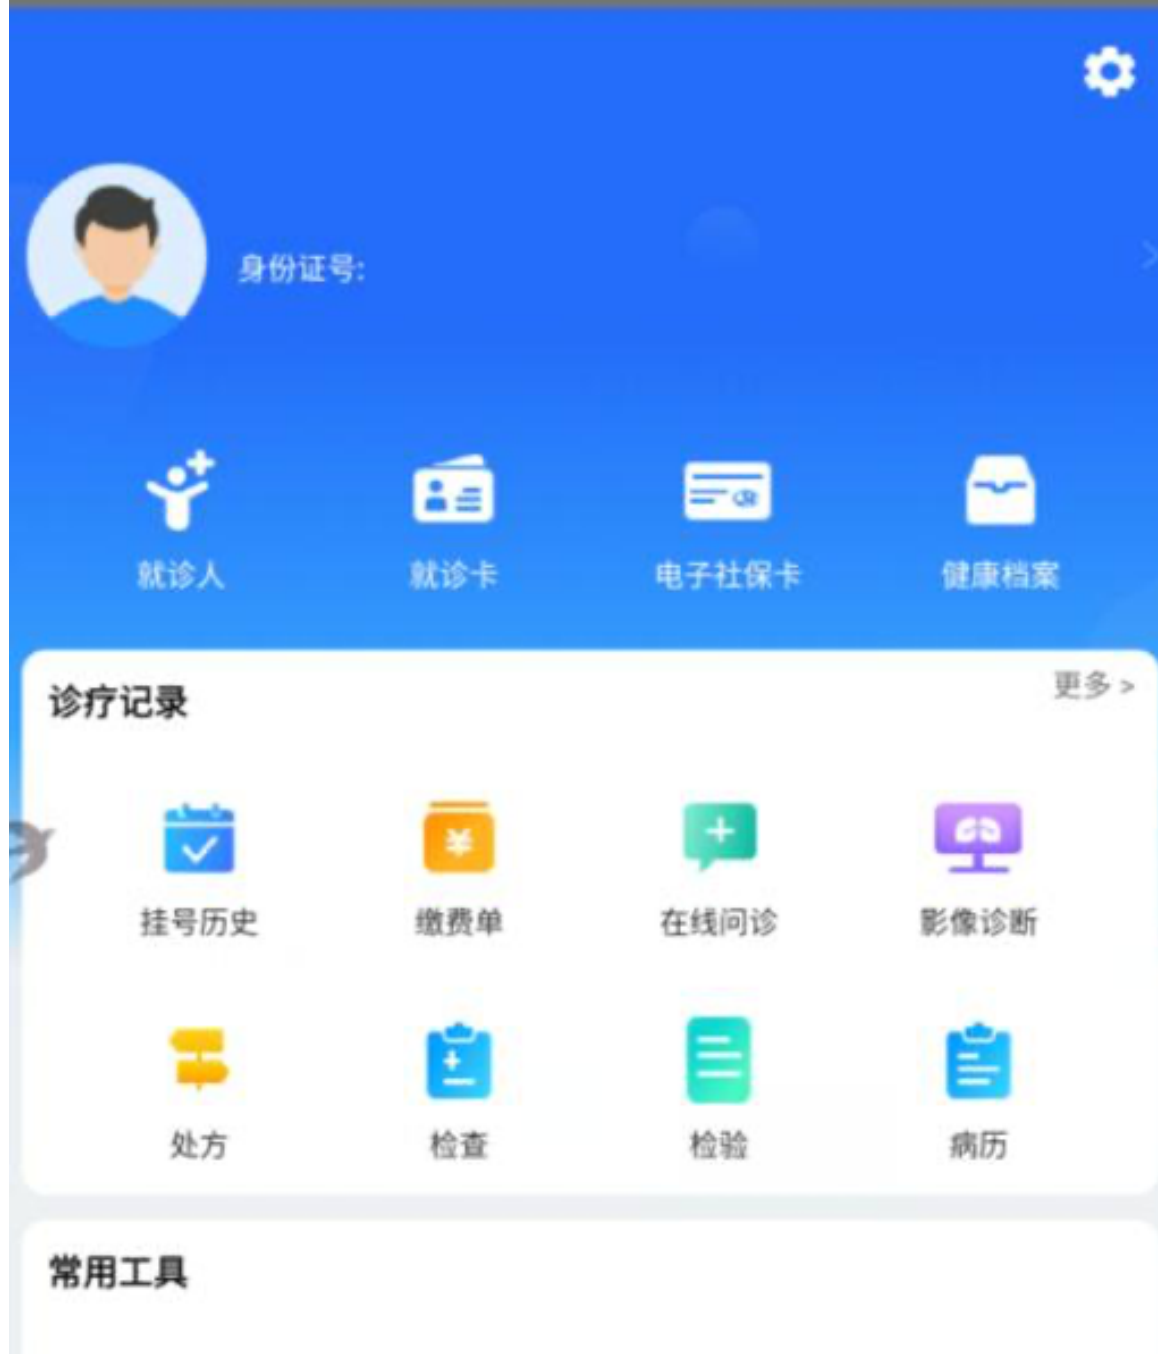 身份证号:
就诊人 就诊卡 电子社保卡 健康档案
诊疗记录 更多 >
挂号历史 缴费单 在线问诊 影像诊断
处方 检查 检验 病历
常用工具